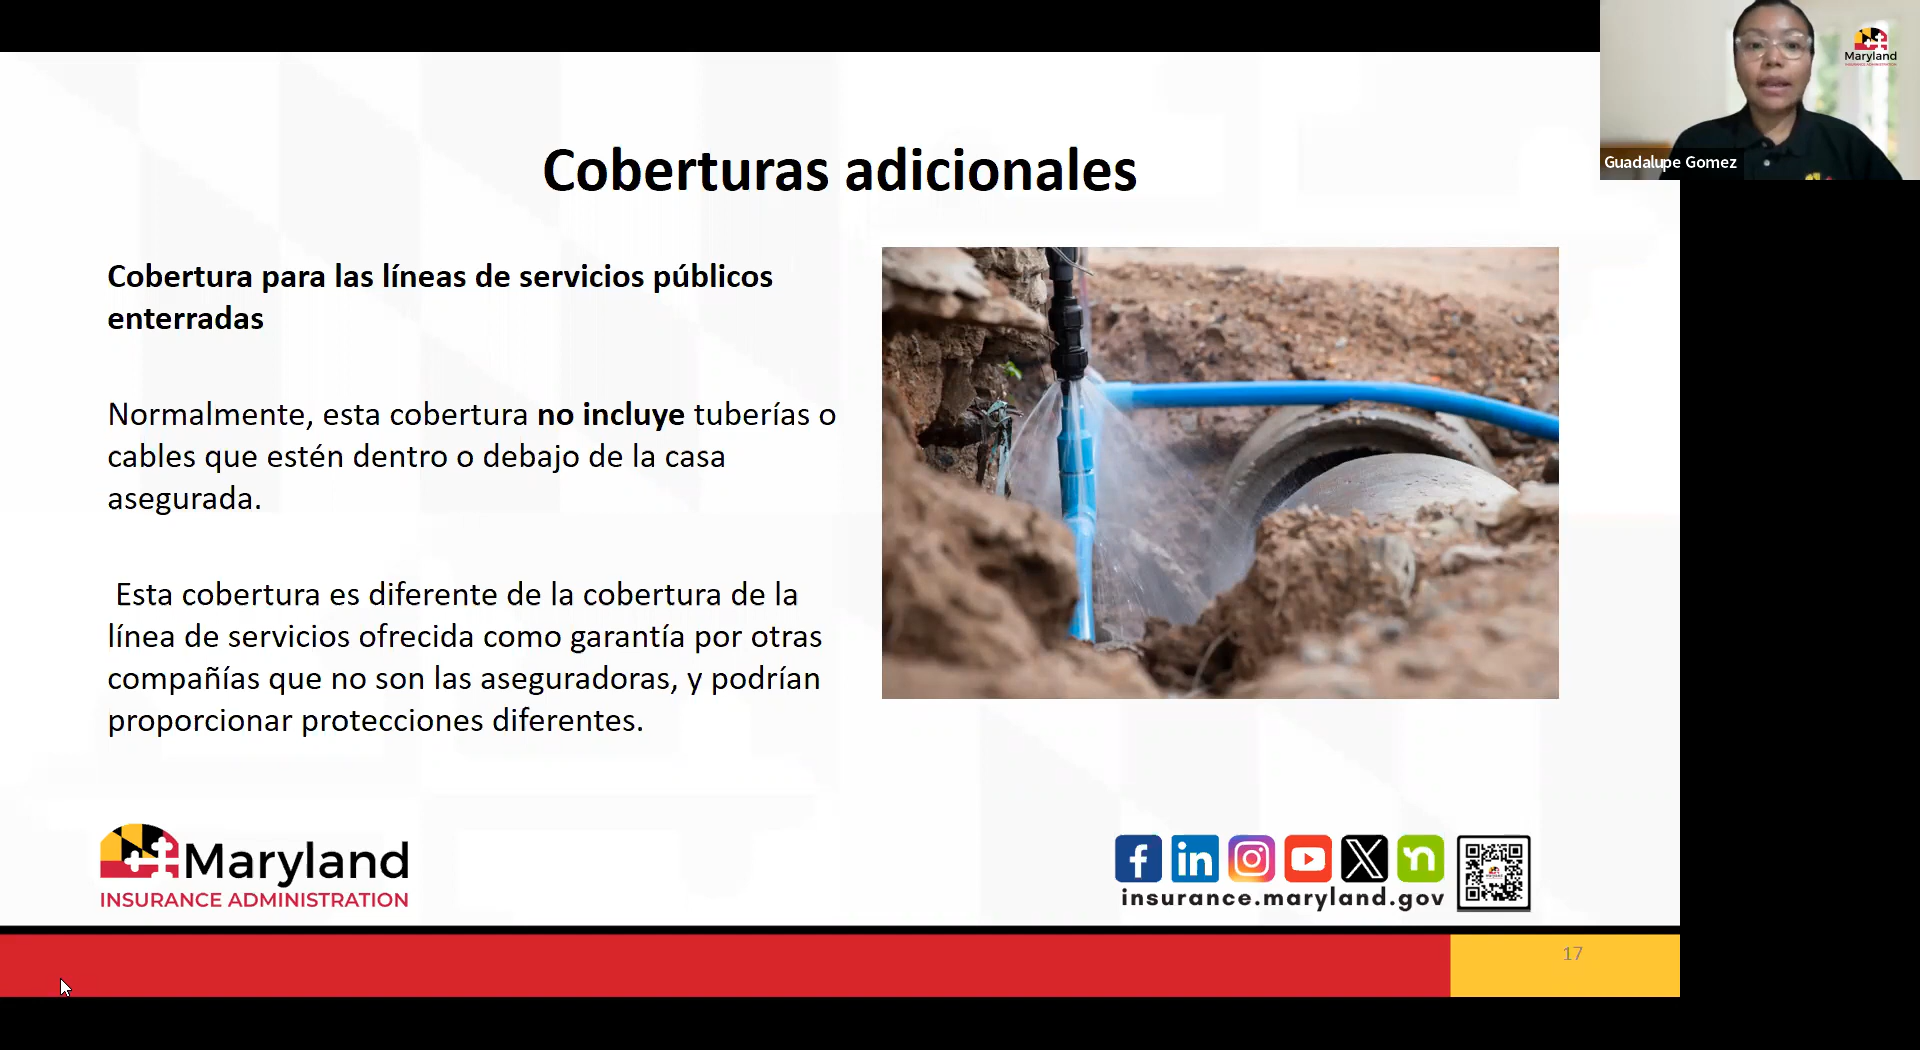 Maryland
Guadalupe Gomez
Coberturas adicionales
Cobertura para las líneas de servicios públicos
enterradas
Normalmente, esta cobertura no incluye tuberías o
cables que estén dentro o debajo de la casa
asegurada.
Esta cobertura es diferente de la cobertura de la
línea de servicios ofrecida como garantía por otras
compañías que no son las aseguradoras, y podrían
proporcionar protecciones diferentes.
Maryland
INSURANCE ADMINISTRATION
insurance.maryland.gov
17